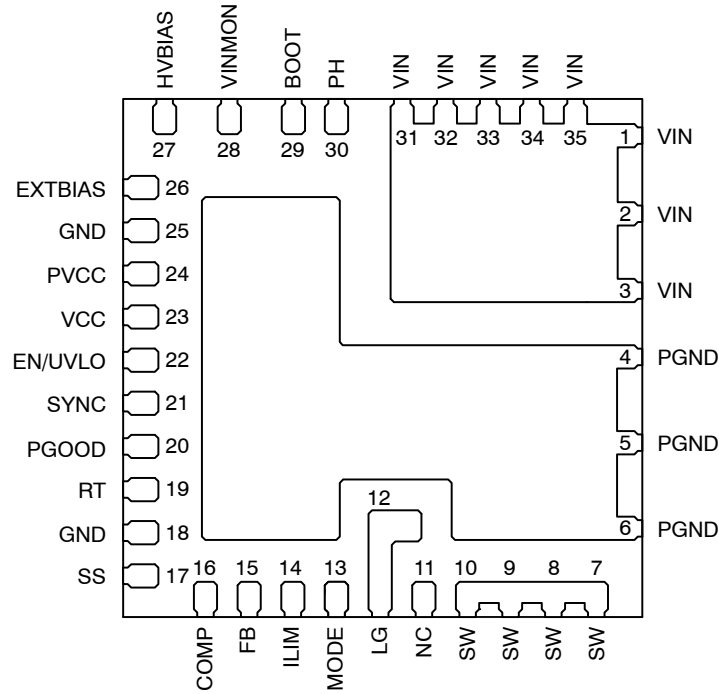 HVBIAS
VINMON
BOOT
PH
VIN
VIN
VIN
VIN
VIN
27
28
29
30
31
32
33
34
35
1 VIN
2 VIN
3 VIN
4 PGND
5 PGND
6 PGND
EXTBIAS 26
GND 25
PVCC 24
VCC 23
EN/UVLO 22
SYNC 21
PGOOD 20
RT 19
GND 18
SS 17
12
16
15
14
13
11
10
9
8
7
COMP
FB
ILIM
MODE
LG
NC
SW
SW
SW
SW